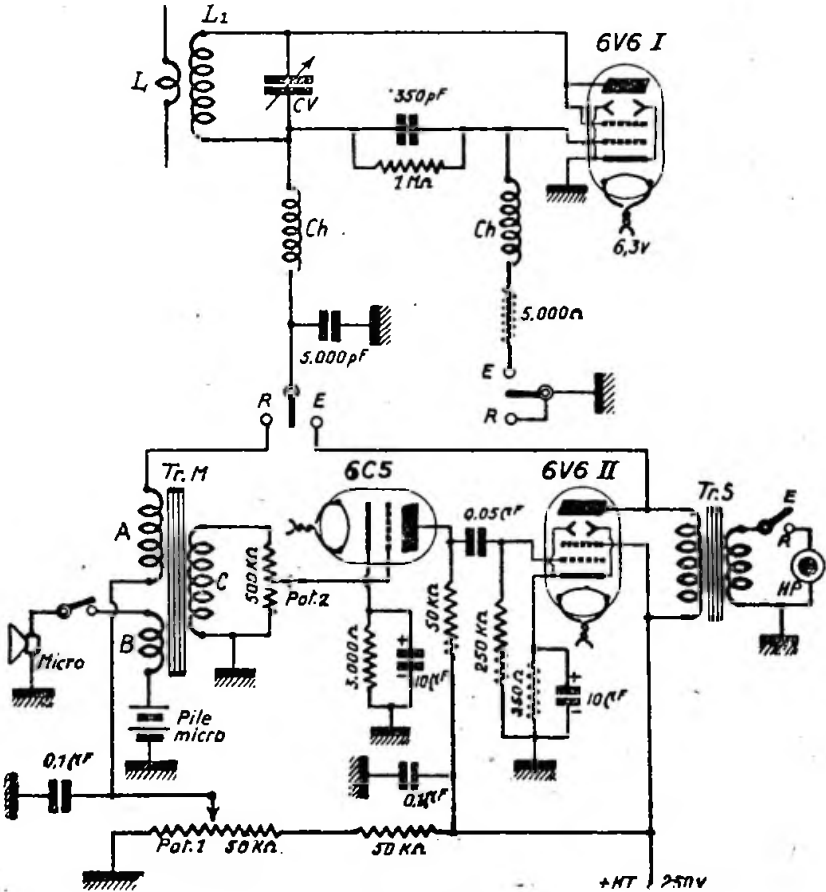 L1
6V6 I
L
CV
350pF
1MΩ
Ch
Ch
6,3v
5.000Ω
5.000pF
E
R
E
R
Tr.M
6C5
6V6 II
Tr.S
E
0.05µF
A
C
500KΩ
Pot.2
R
HP
50KΩ
250KΩ
B
Micro
3.000Ω
10µF
350Ω
10µF
Pile
micro
0,1µF
0,1µF
Pot.1
50KΩ
50KΩ
+HT
250v